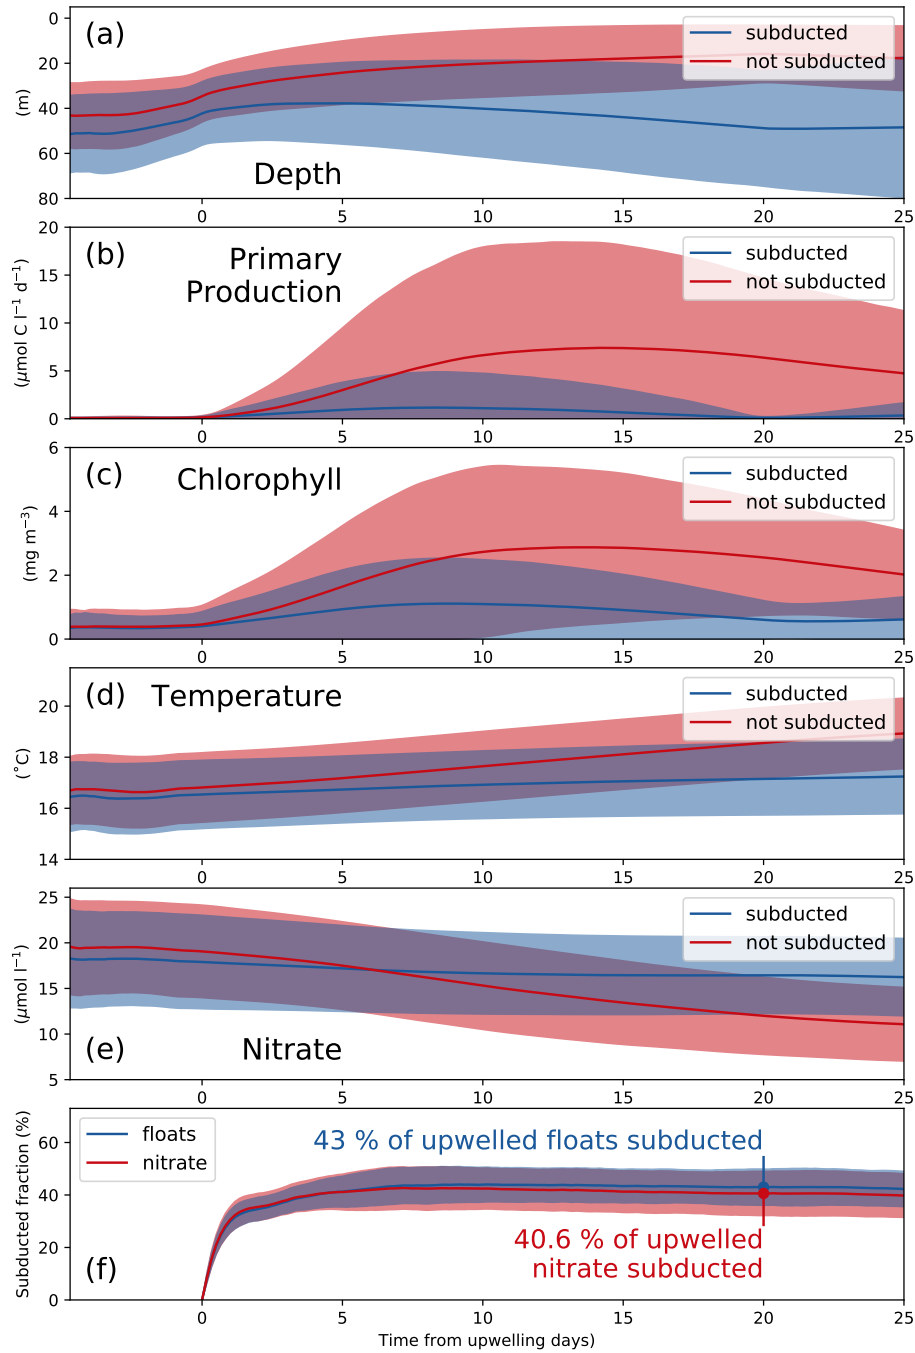 (a)
subducted
not subducted
Depth
(m)
0
20
40
60
80
0 5 10 15 20 25
(b)
Primary
Production
subducted
not subducted
(μmol C l⁻¹ d⁻¹)
20
15
10
5
0
0 5 10 15 20 25
(c)
Chlorophyll
subducted
not subducted
(mg m⁻³)
6
4
2
0
0 5 10 15 20 25
(d)
Temperature
subducted
not subducted
(˚C)
20
18
16
14
0 5 10 15 20 25
(e)
Nitrate
subducted
not subducted
(μmol l⁻¹)
25
20
15
10
5
0 5 10 15 20 25
floats
nitrate
43 % of upwelled floats subducted
40.6 % of upwelled
nitrate subducted
(f)
Subducted fraction (%)
60
40
20
0
0 5 10 15 20 25
Time from upwelling days)